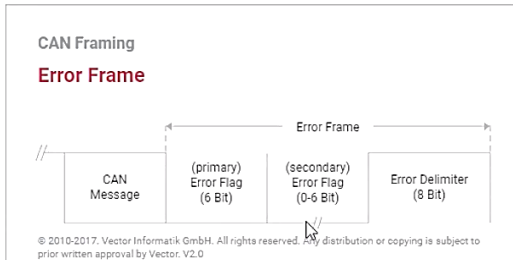 CAN Framing
Error Frame
Error Frame
CAN
Message
(primary)
Error Flag
(6 Bit)
(secondary)
Error Flag
(0-6 Bit)
Error Delimiter
(8 Bit)
© 2010-2017. Vector Informatik GmbH. All rights reserved. Any distribution or copying is subject to
prior written approval by Vector. V2.0